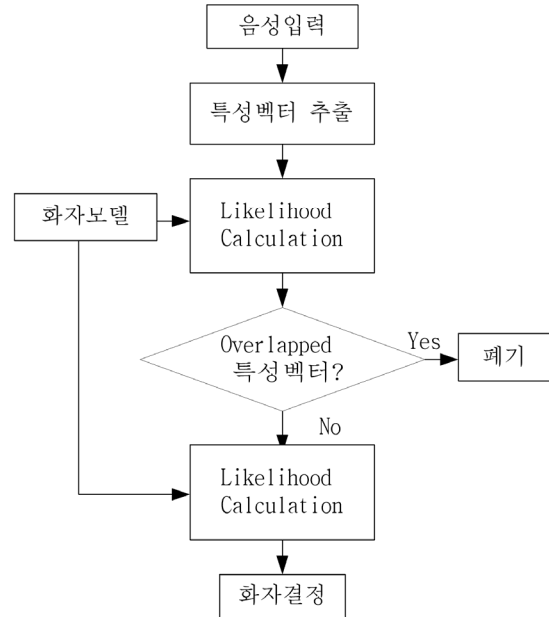 음성입력
특성벡터 추출
화자모델
Likelihood
Calculation
Overlapped
특성벡터?
Yes
폐기
No
Likelihood
Calculation
화자결정